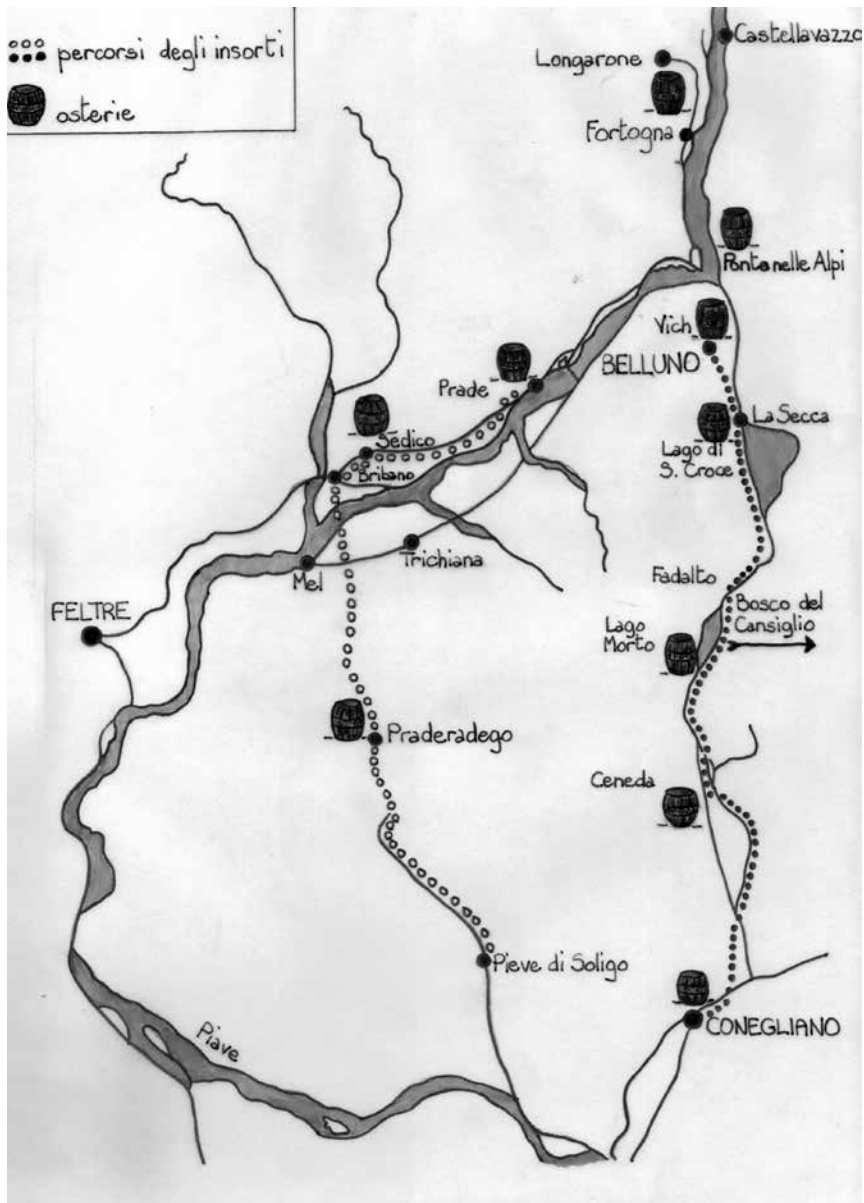 percorsi degli insorti
osterie
Castellavazzo
Longarone
Fortogna
Ponte nelle Alpi
Vich
BELLUNO
Prade
La Secca
Lago di
S. Croce
Sedico
Bribano
Trichiana
Mel
Fadalto
FELTRE
Lago
Morto
Bosco del
Cansiglio
Praderadego
Ceneda
Pieve di Soligo
CONEGLIANO
Piave